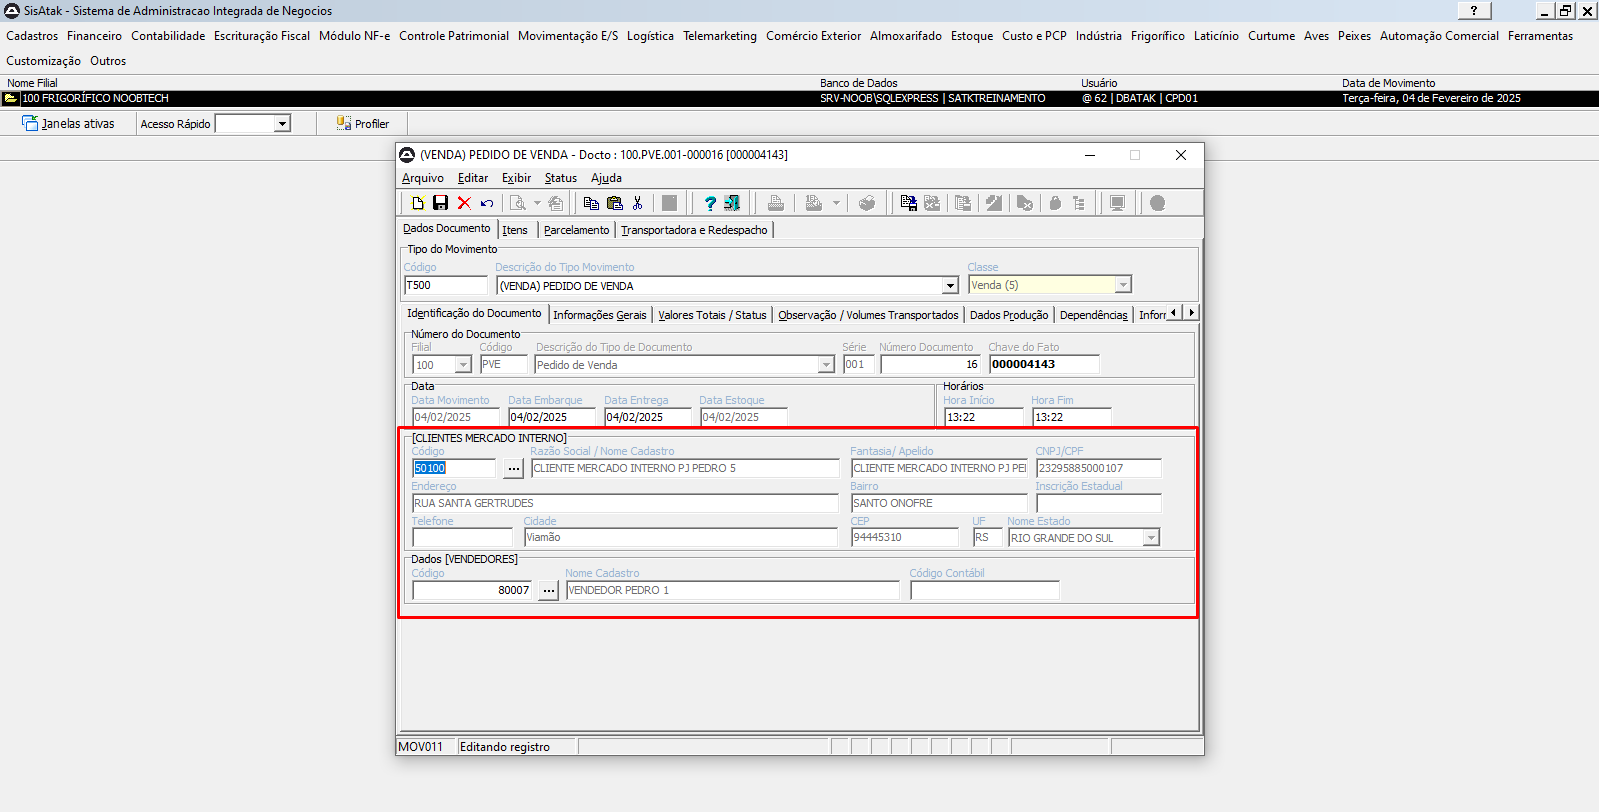 SisAtak - Sistema de Administracao Integrada de Negocios ?
Cadastros Financeiro Contabilidade Escrituração Fiscal Módulo NF-e Controle Patrimonial Movimentação E/S Logística Telemarketing Comércio Exterior Almoxarifado Estoque Custo e PCP Indústria Frigorífico Laticínio Curtume Aves Peixes Automação Comercial Ferramentas
Customização Outros
Nome Filial Banco de Dados Usuário Data de Movimento
100 FRIGORÍFICO NOOBTECH SRV-NOOB\SQLEXPRESS | SATKTREINAMENTO @ 62 | DBATAK | CPD01 Terça-feira, 04 de Fevereiro de 2025
Janelas ativas Acesso Rápido Profiler
(VENDA) PEDIDO DE VENDA - Docto : 100.PVE.001-000016 [000004143]
Arquivo Editar Exibir Status Ajuda
Dados Documento Itens Parcelamento Transportadora e Redespacho
Tipo do Movimento
Código Descrição do Tipo Movimento Classe
T500 (VENDA) PEDIDO DE VENDA Venda (5)
Identificação do Documento Informações Gerais Valores Totais / Status Observação / Volumes Transportados Dados Produção Dependências Inforr
Número do Documento
Filial Código Descrição do Tipo de Documento Série Número Documento Chave do Fato
100 PVE Pedido de Venda 001 16 000004143
Data Horários
Data Movimento Data Embarque Data Entrega Data Estoque Hora Início Hora Fim
04/02/2025 04/02/2025 04/02/2025 04/02/2025 13:22 13:22
[CLIENTES MERCADO INTERNO]
Código Razão Social / Nome Cadastro Fantasia/ Apelido CNPJ/CPF
50100 ... CLIENTE MERCADO INTERNO PJ PEDRO 5 CLIENTE MERCADO INTERNO PJ PEI 23295885000107
Endereço Bairro Inscrição Estadual
RUA SANTA GERTRUDES SANTO ONOFRE
Telefone Cidade CEP UF Nome Estado
Viamão 94445310 RS RIO GRANDE DO SUL
Dados [VENDEDORES]
Código Nome Cadastro Código Contábil
80007 ... VENDEDOR PEDRO 1
MOV011 Editando registro